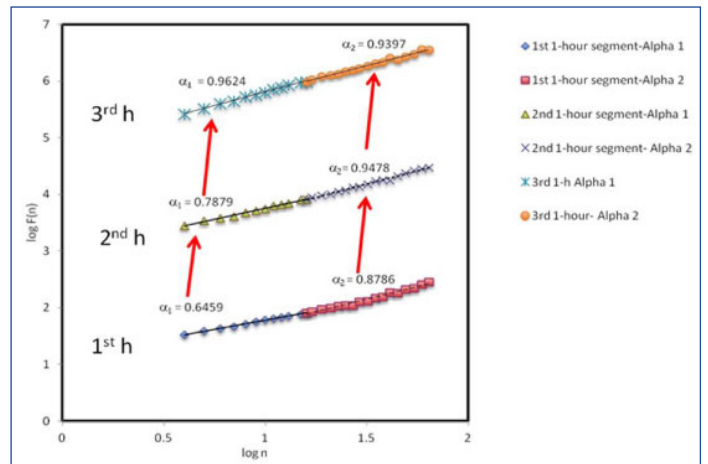 7
6
5
4
3
2
1
0
log F(n)
α₂ = 0.9397
α₁ = 0.9624
3ʳᵈ h
α₂ = 0.9478
α₁ = 0.7879
2ⁿᵈ h
α₂ = 0.8786
α₁ = 0.6459
1ˢᵗ h
0 0.5 1 1.5 2
log n
1st 1-hour segment-Alpha 1
1st 1-hour segment-Alpha 2
2nd 1-hour segment-Alpha 1
2nd 1-hour segment- Alpha 2
3rd 1-h Alpha 1
3rd 1-hour- Alpha 2